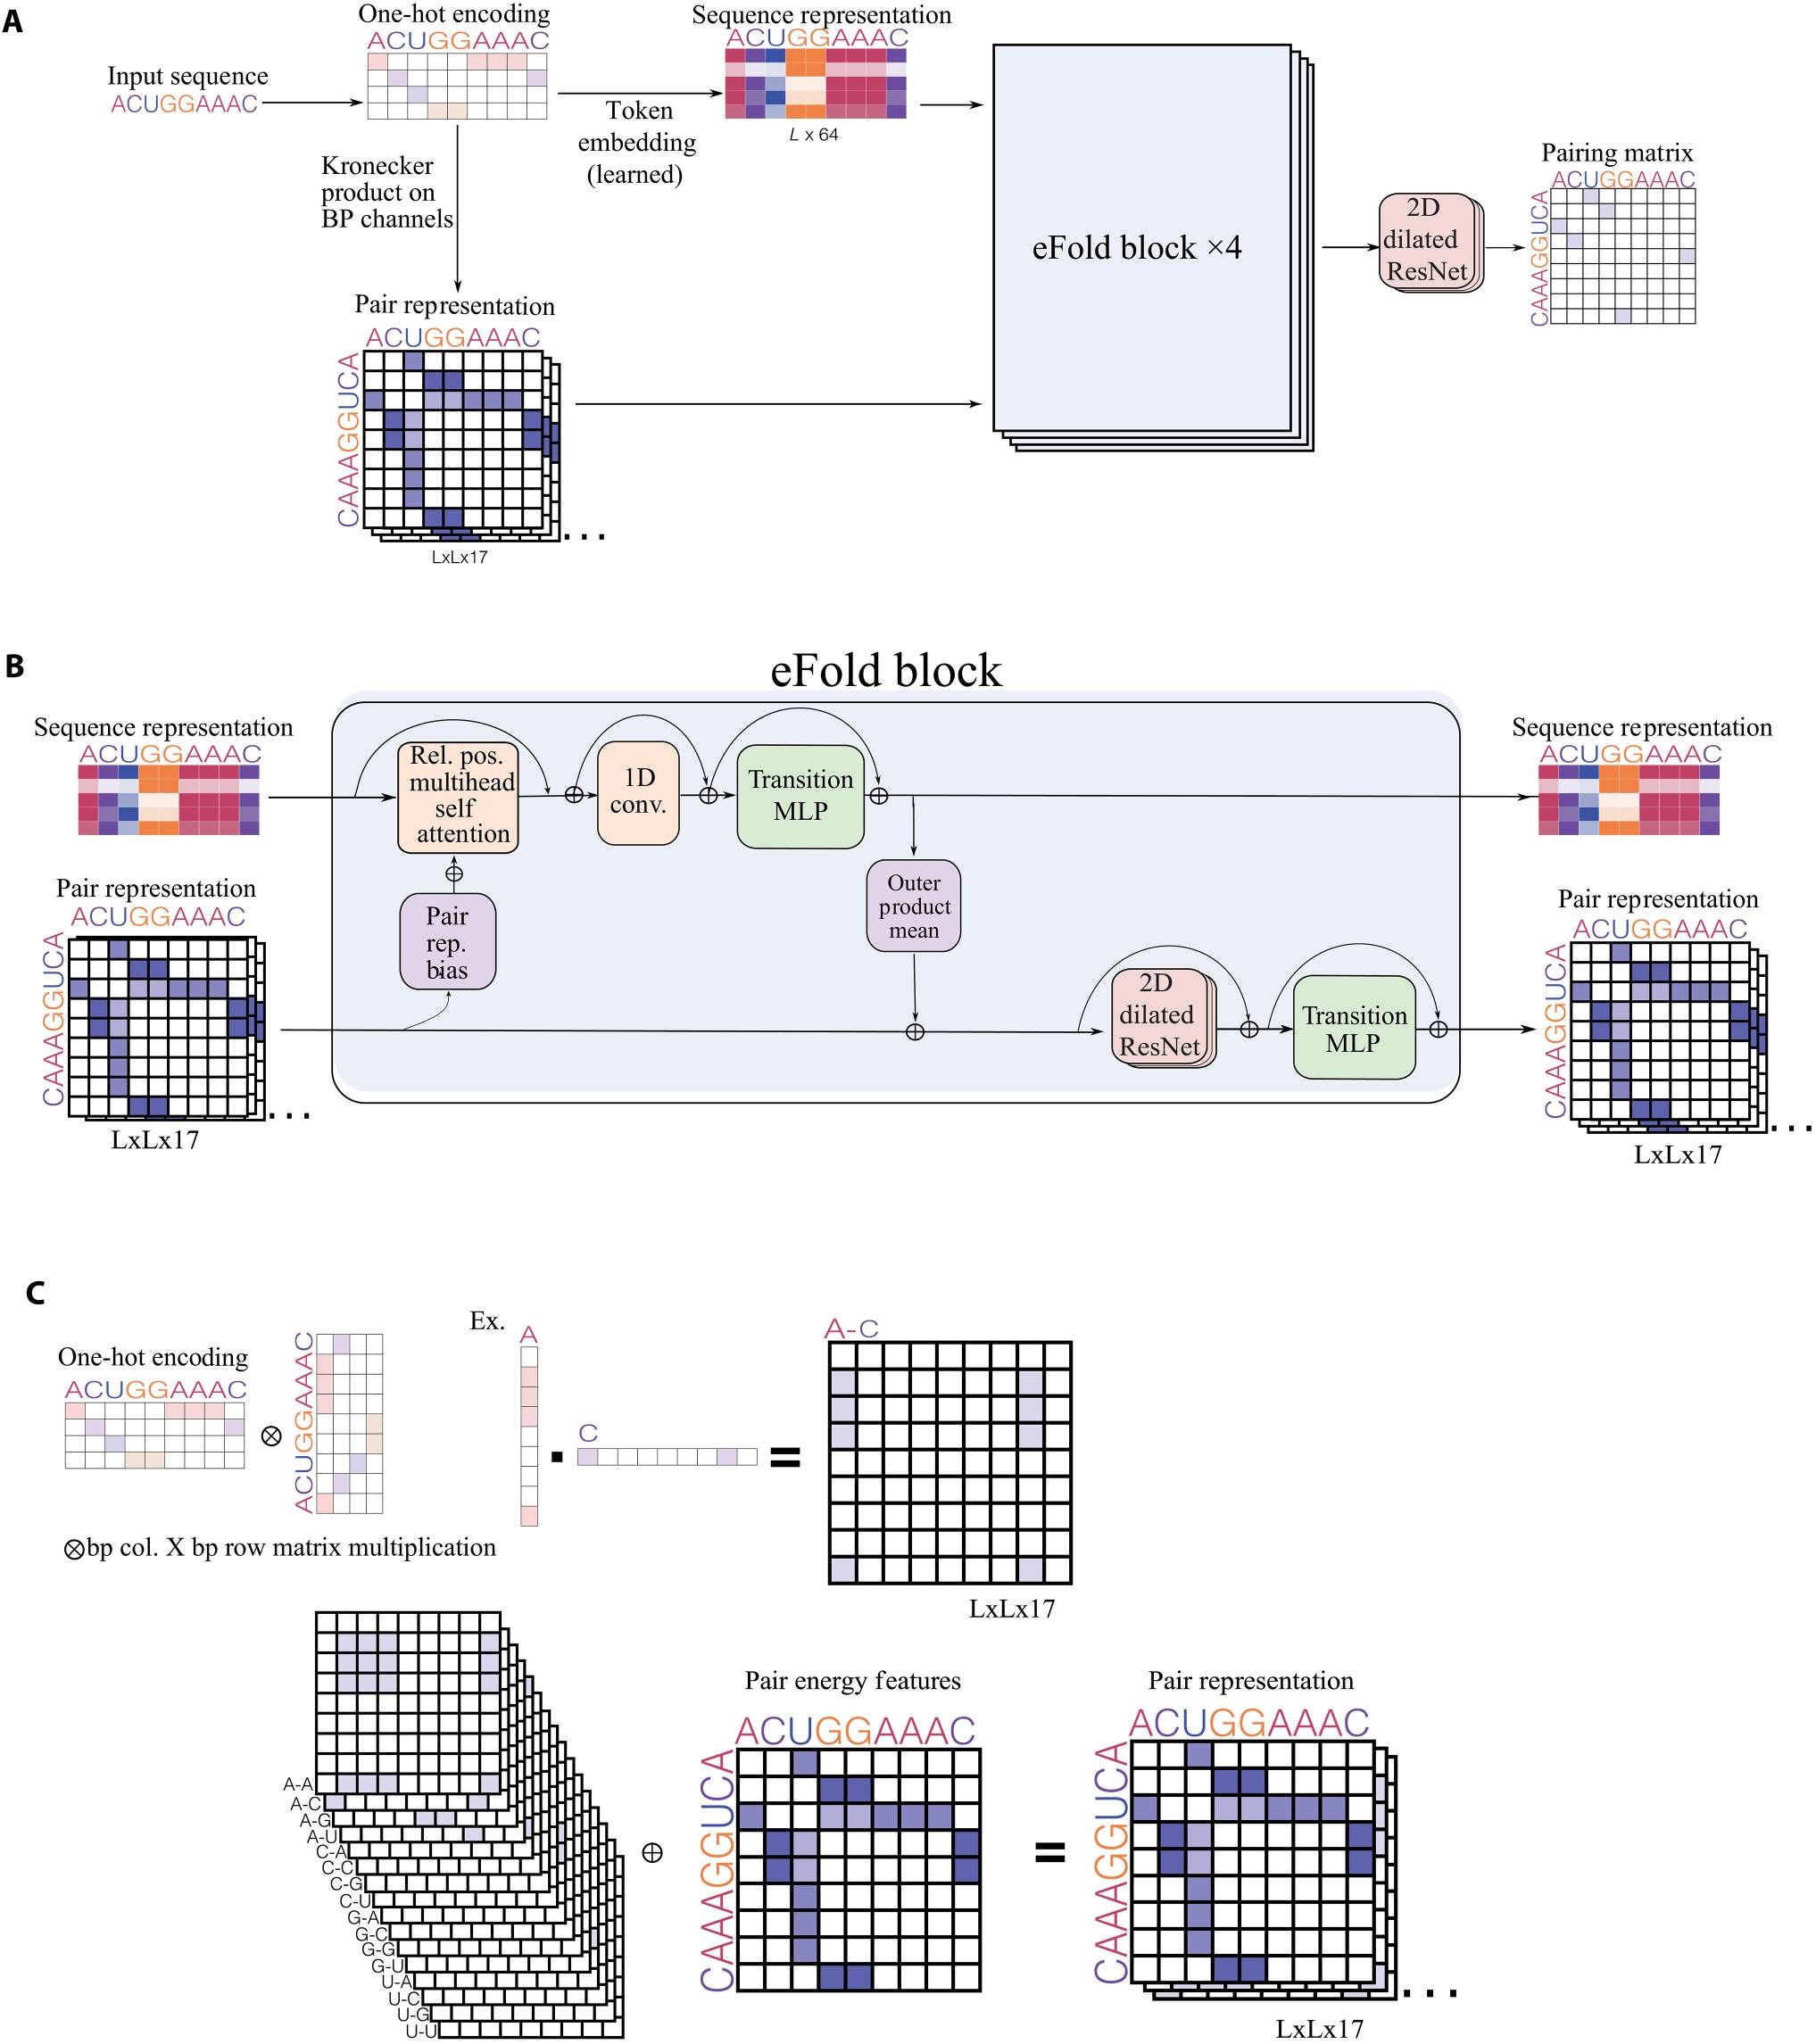 A
One-hot encoding
ACUGGAAAC
Input sequence
ACUGGAAAC
Sequence representation
ACUGGAAAC
L x 64
Token
embedding
(learned)
Kronecker
product on
BP channels
Pair representation
ACUGGAAAC
CAAAGGUCA
LxLx17
...
eFold block ×4
2D
dilated
ResNet
Pairing matrix
ACUGGAAAC
CAAAGGUCA
B
eFold block
Sequence representation
ACUGGAAAC
Pair representation
ACUGGAAAC
CAAAGGUCA
...
LxLx17
Rel. pos.
multihead
self
attention
Pair
rep.
bias
1D
conv.
Transition
MLP
Outer
product
mean
2D
dilated
ResNet
Transition
MLP
Sequence representation
ACUGGAAAC
Pair representation
ACUGGAAAC
CAAAGGUCA
...
LxLx17
C
One-hot encoding
ACUGGAAAC
⊗
ACUGGAAAC
⊗bp col. X bp row matrix multiplication
Ex.
A
C
=
A-C
LxLx17
A-A
A-C
A-G
A-U
C-A
C-C
C-G
C-U
G-A
G-C
G-G
G-U
U-A
U-C
U-G
U-U
⊕
Pair energy features
ACUGGAAAC
CAAAGGUCA
=
Pair representation
ACUGGAAAC
CAAAGGUCA
...
LxLx17